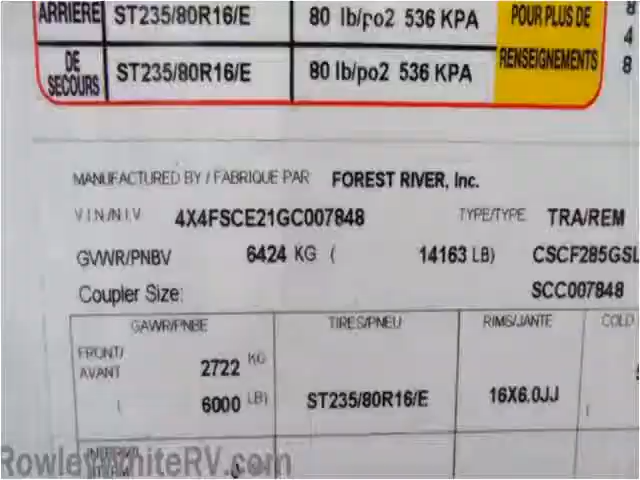 ARRIERE ST235/80R16/E 80 lb/po2 536 KPA POUR PLUS DE 8
4
DE SECOURS ST235/80R16/E 80 lb/po2 536 KPA RENSEIGNEMENTS 8
MANUFACTURED BY / FABRIQUE PAR FOREST RIVER, Inc.
V.I.N./N.I.V 4X4FSCE21GC007848 TYPE/TYPE TRA/REM
GVWR/PNBV 6424 KG ( 14163 LB) CSCF285GSL
Coupler Size: SCC007848
GAWR/PNBE TIRES/PNEU RIMS/JANTE COLD
FRONT/ AVANT 2722 KG
( 6000 LB) ST235/80R16/E 16X6.0JJ (
RowleyWhiteRV.com